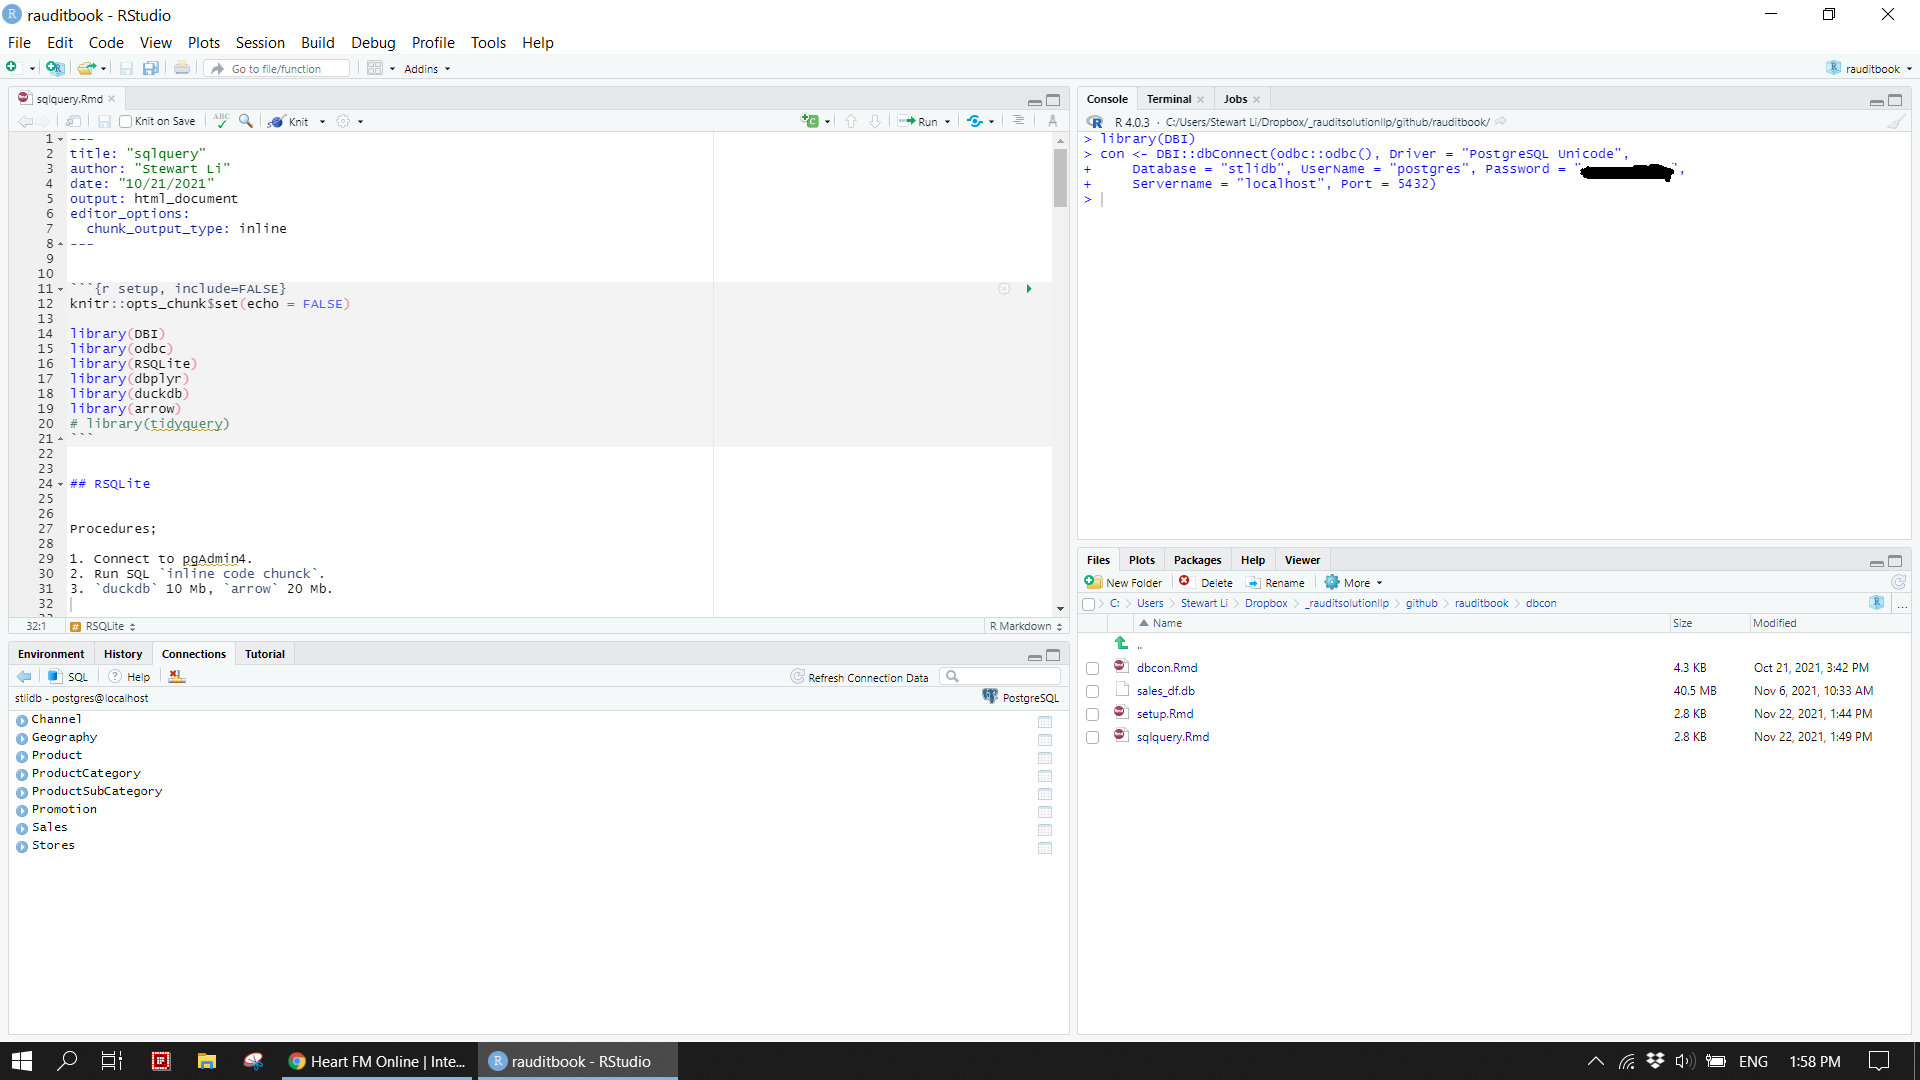 rauditbook - RStudio
File Edit Code View Plots Session Build Debug Profile Tools Help
Go to file/function Addins rauditbook
sqlquery.Rmd
Knit on Save ABC Knit Run
1 ---
2 title: "sqlquery"
3 author: "Stewart Li"
4 date: "10/21/2021"
5 output: html_document
6 editor_options:
7 chunk_output_type: inline
8 ---
9
10
11 ```{r setup, include=FALSE}
12 knitr::opts_chunk$set(echo = FALSE)
13
14 library(DBI)
15 library(odbc)
16 library(RSQLite)
17 library(dbplyr)
18 library(duckdb)
19 library(arrow)
20 # library(tidyquery)
21 ```
22
23
24 ## RSQLite
25
26
27 Procedures;
28
29 1. Connect to pgAdmin4.
30 2. Run SQL `inline code chunck`.
31 3. `duckdb` 10 Mb, `arrow` 20 Mb.
32
32:1 RSQLite R Markdown
Environment History Connections Tutorial
SQL Help Refresh Connection Data
stlidb - postgres@localhost PostgreSQL
Channel
Geography
Product
ProductCategory
ProductSubCategory
Promotion
Sales
Stores
Console Terminal Jobs
R 4.0.3 · C:/Users/Stewart Li/Dropbox/_rauditsolutionllp/github/rauditbook/
> library(DBI)
> con <- DBI::dbConnect(odbc::odbc(), Driver = "PostgreSQL Unicode",
+ Database = "stlidb", UserName = "postgres", Password = "",
+ Servername = "localhost", Port = 5432)
>
Files Plots Packages Help Viewer
New Folder Delete Rename More
C: Users Stewart Li Dropbox _rauditsolutionllp github rauditbook dbcon ...
Name Size Modified
..
dbcon.Rmd 4.3 KB Oct 21, 2021, 3:42 PM
sales_df.db 40.5 MB Nov 6, 2021, 10:33 AM
setup.Rmd 2.8 KB Nov 22, 2021, 1:44 PM
sqlquery.Rmd 2.8 KB Nov 22, 2021, 1:49 PM
Heart FM Online | Inte... rauditbook - RStudio ENG 1:58 PM